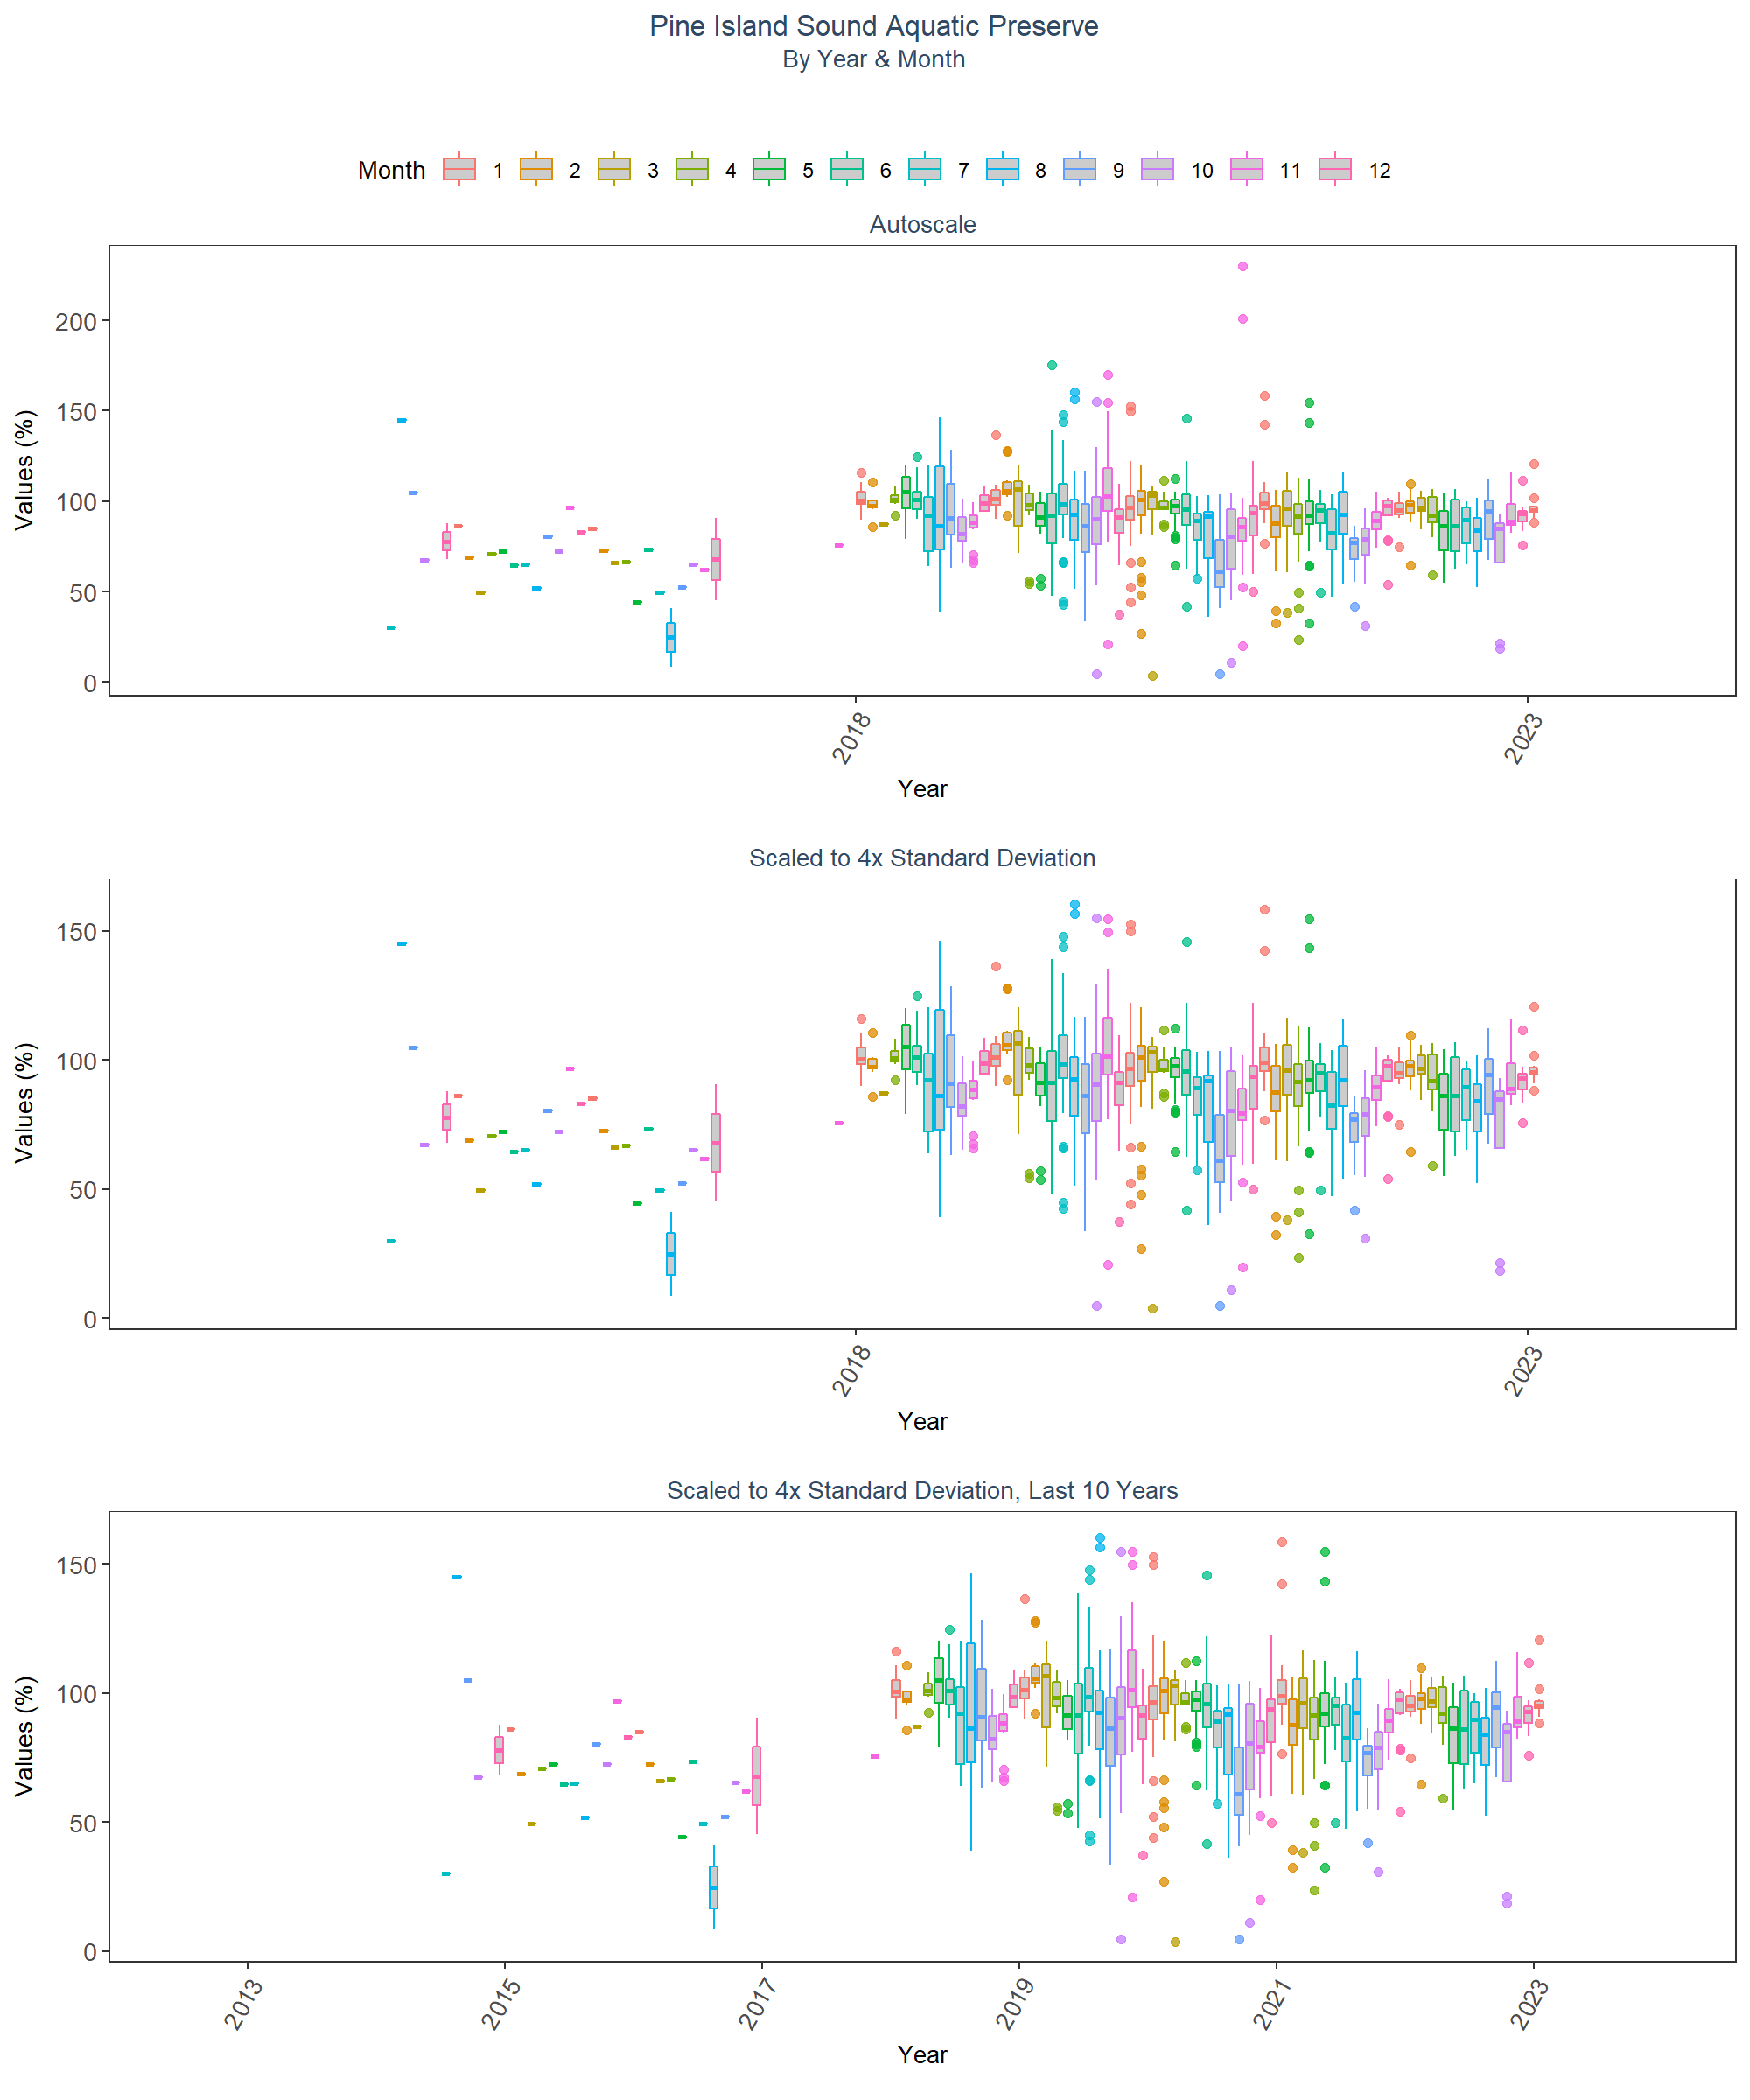 Pine Island Sound Aquatic Preserve
By Year & Month
Month 1 2 3 4 5 6 7 8 9 10 11 12
Autoscale
Values (%)
200
150
100
50
0
2018 2023
Year
Scaled to 4x Standard Deviation
Values (%)
150
100
50
0
2018 2023
Year
Scaled to 4x Standard Deviation, Last 10 Years
Values (%)
150
100
50
0
2013 2015 2017 2019 2021 2023
Year